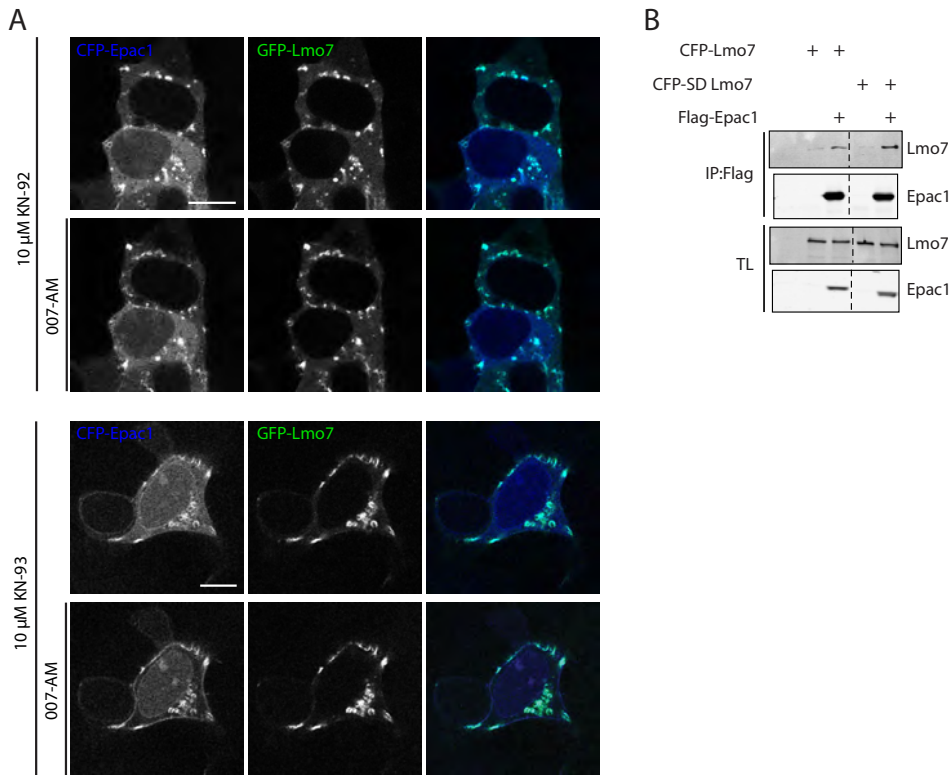 A
CFP-Epac1
GFP-Lmo7
10 µM KN-92
007-AM
CFP-Epac1
GFP-Lmo7
10 µM KN-93
007-AM
B
CFP-Lmo7 + +
CFP-SD Lmo7 + +
Flag-Epac1 + +
IP:Flag
Lmo7
Epac1
TL
Lmo7
Epac1